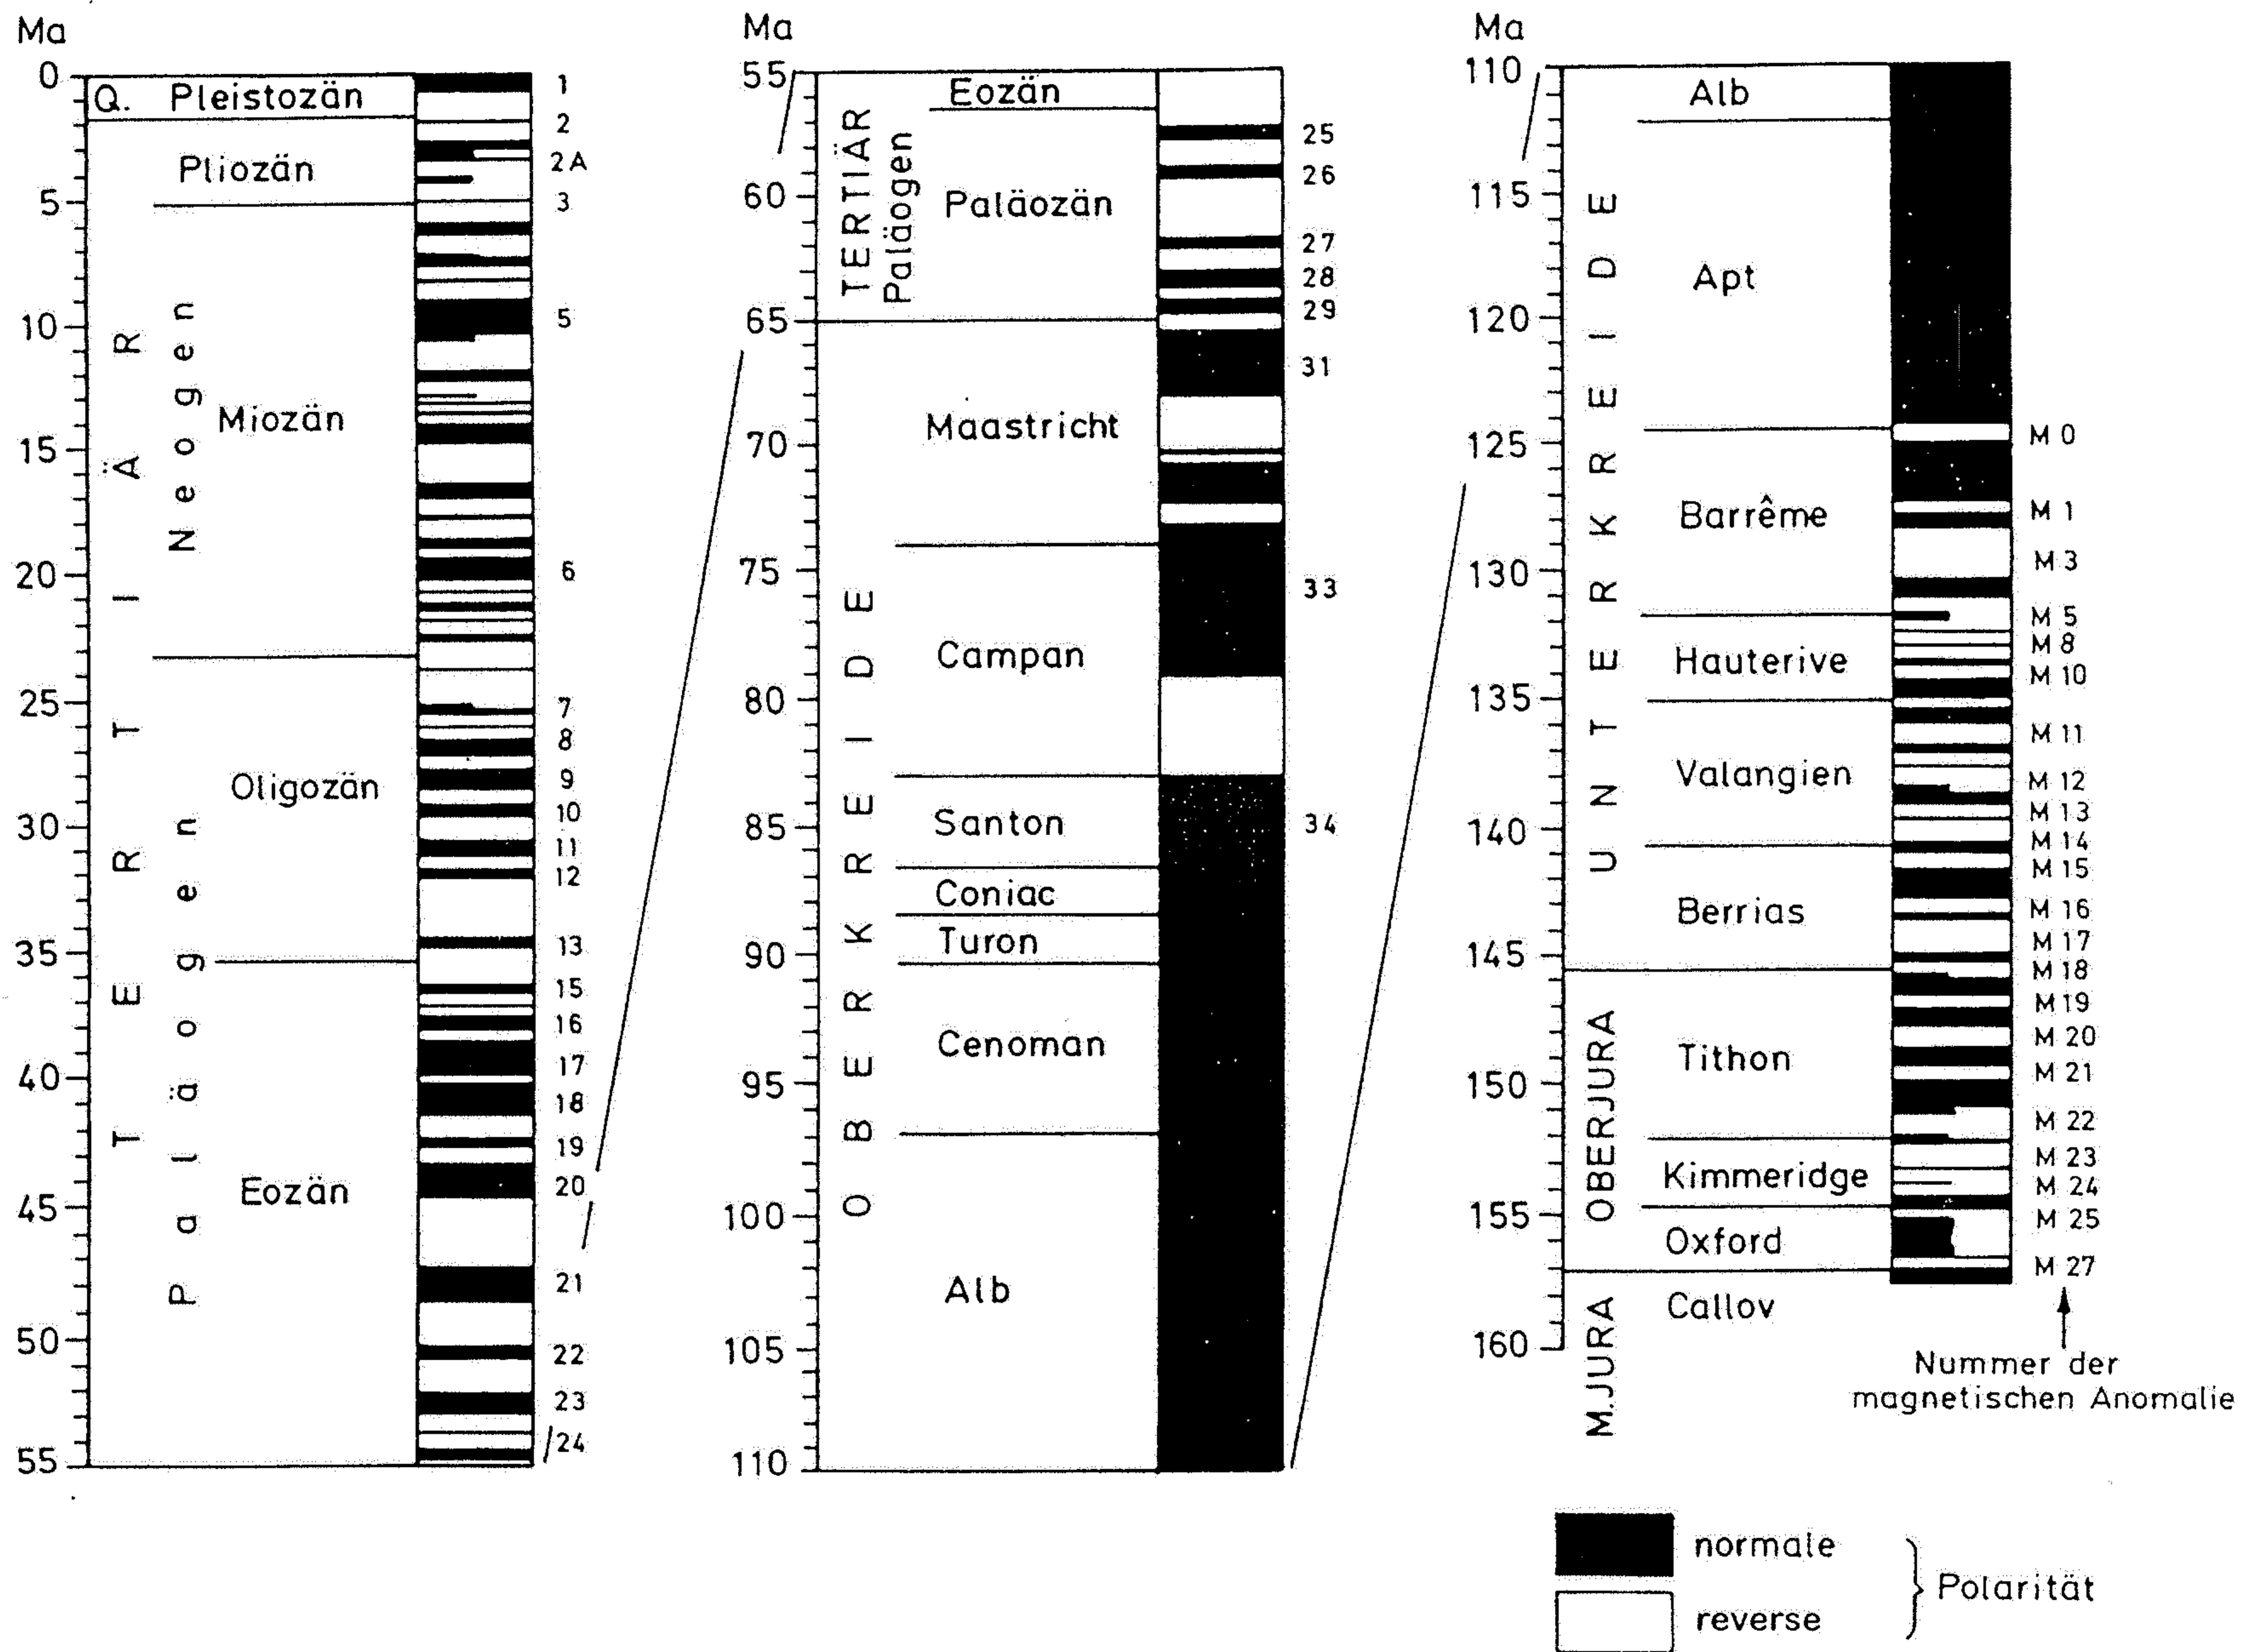 Ma
0
5
10
15
20
25
30
35
40
45
50
55
Q. Pleistozän
TERTIÄR
Neogen
Pliozän
Miozän
Paläogen
Oligozän
Eozän
1
2
2A
3
5
6
7
8
9
10
11
12
13
15
16
17
18
19
20
21
22
23
24
Ma
55
60
65
70
75
80
85
90
95
100
105
110
TERTIÄR
Paläogen
Eozän
Paläozän
OBERKREIDE
Maastricht
Campan
Santon
Coniac
Turon
Cenoman
Alb
25
26
27
28
29
31
33
34
Ma
110
115
120
125
130
135
140
145
150
155
160
UNTERKREIDE
Alb
Apt
Barrême
Hauterive
Valangien
Berrias
OBERJURA
Tithon
Kimmeridge
Oxford
M.JURA
Callov
M 0
M 1
M 3
M 5
M 8
M 10
M 11
M 12
M 13
M 14
M 15
M 16
M 17
M 18
M 19
M 20
M 21
M 22
M 23
M 24
M 25
M 27
Nummer der
magnetischen Anomalie
normale
reverse
Polarität